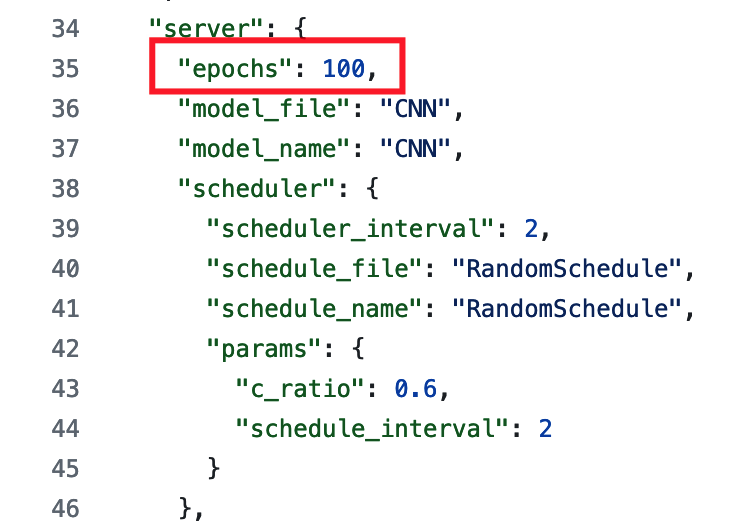 34 "server": {
35 "epochs": 100,
36 "model_file": "CNN",
37 "model_name": "CNN",
38 "scheduler": {
39 "scheduler_interval": 2,
40 "schedule_file": "RandomSchedule",
41 "schedule_name": "RandomSchedule",
42 "params": {
43 "c_ratio": 0.6,
44 "schedule_interval": 2
45 }
46 },